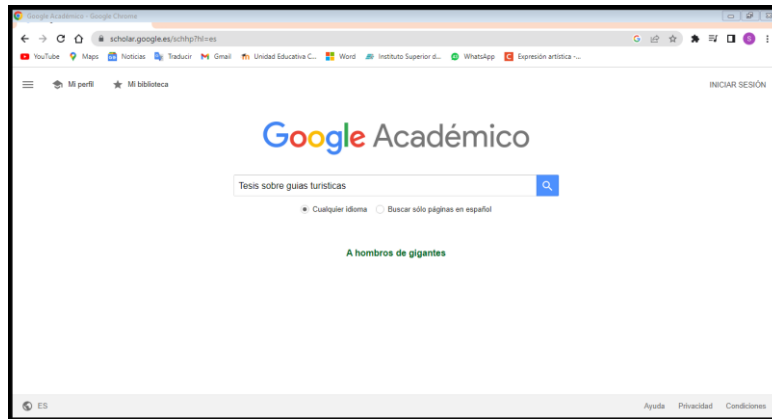 Google Académico - Google Chrome
scholar.google.es/schhp?hl=es
YouTube Maps Noticias Traducir Gmail Unidad Educativa C... Word Instituto Superior d... WhatsApp Expresión artística -...
Mi perfil Mi biblioteca INICIAR SESIÓN
Google Académico
Tesis sobre guias turisticas
Cualquier idioma Buscar sólo páginas en español
A hombros de gigantes
ES Ayuda Privacidad Condiciones